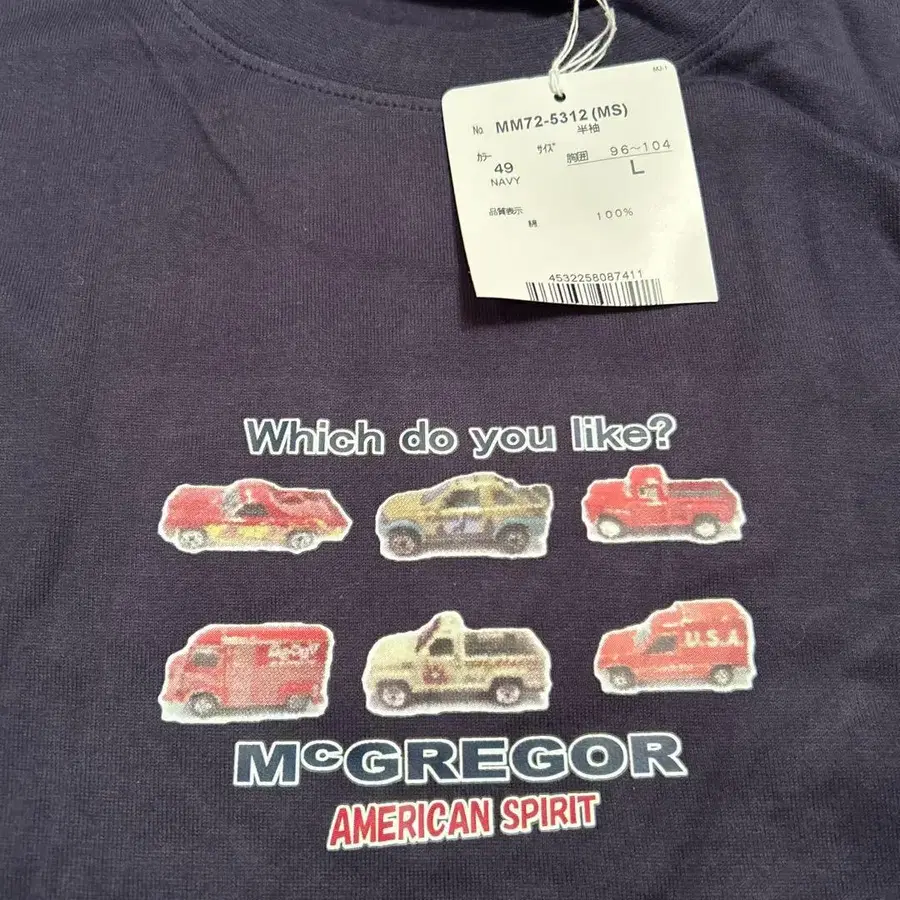 No. MM72-5312(MS)
半袖
カラー サイズ 胸囲 96~104
49 L
NAVY
品質表示
綿 100%
4532258087411
Which do you like?
U.S.A
McGREGOR
AMERICAN SPIRIT